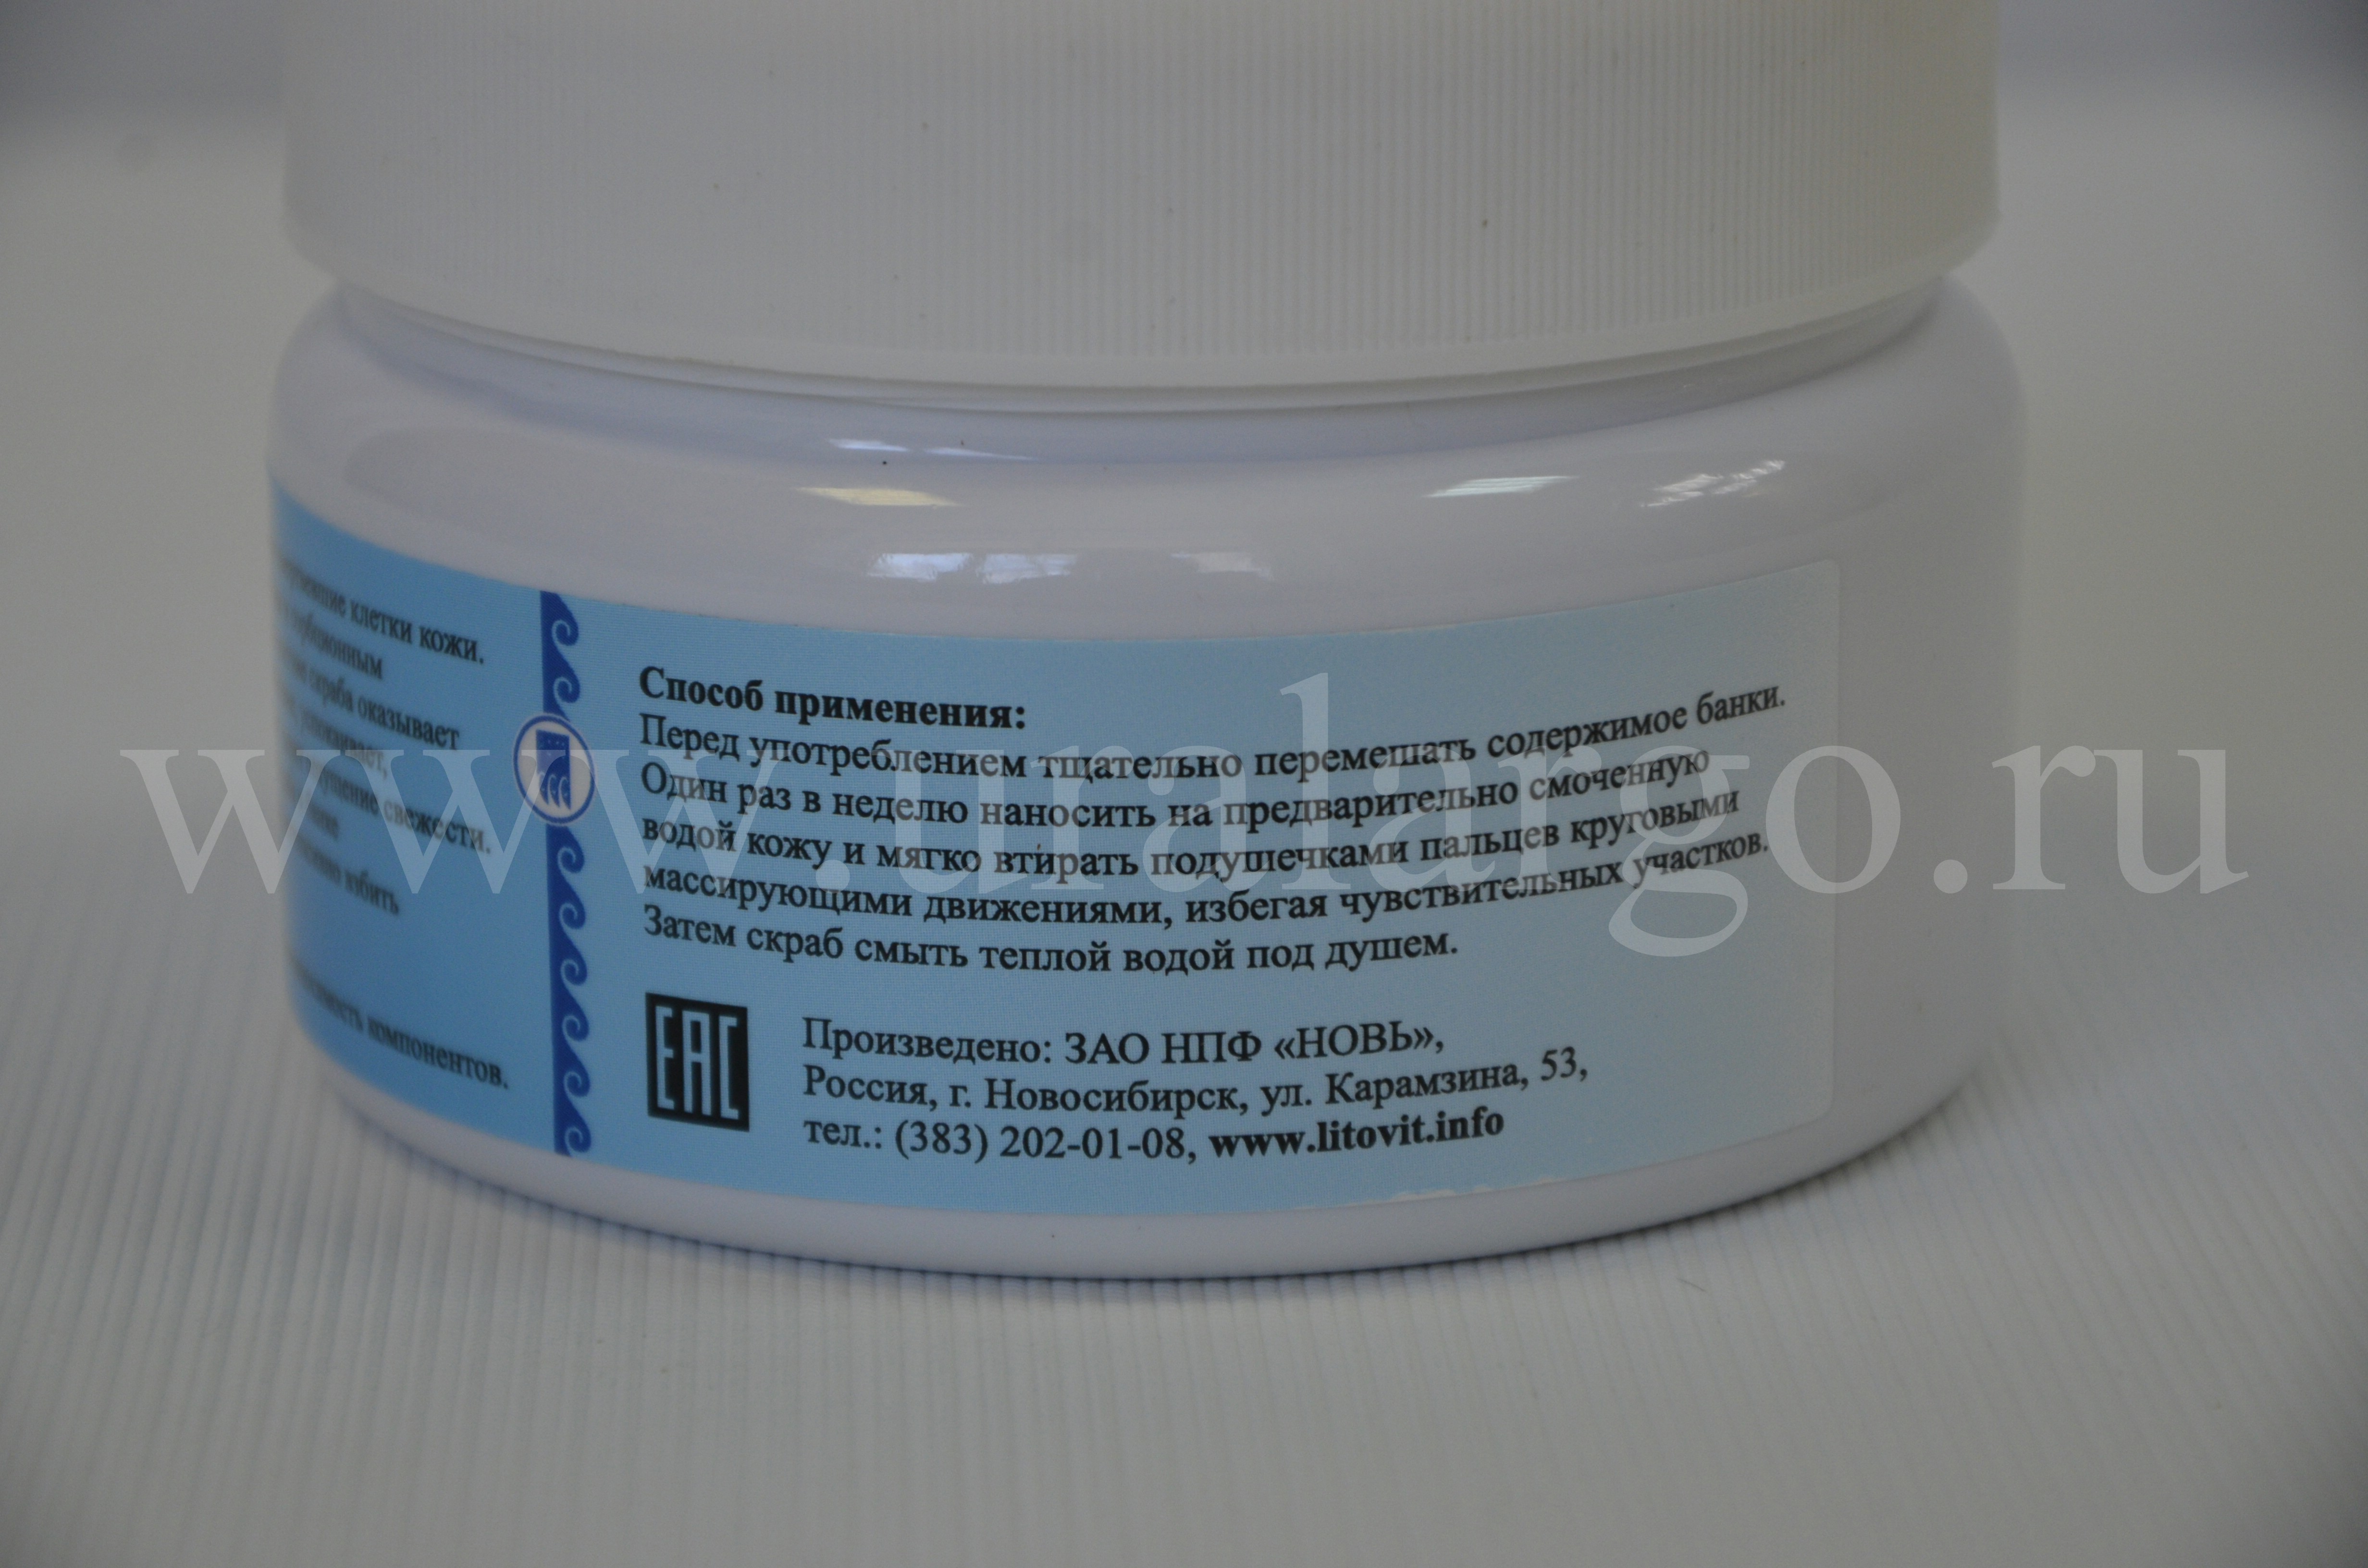 клетки кожи.
скраба оказывает
свежести.
взбить
компонентов.
Способ применения:
Перед употреблением тщательно перемешать содержимое банки.
Один раз в неделю наносить на предварительно смоченную
водой кожу и мягко втирать подушечками пальцев круговыми
массирующими движениями, избегая чувствительных участков.
Затем скраб смыть теплой водой под душем.
EAC
Произведено: ЗАО НПФ «НОВЬ»,
Россия, г. Новосибирск, ул. Карамзина, 53,
тел.: (383) 202-01-08, www.litovit.info
www.uralargo.ru